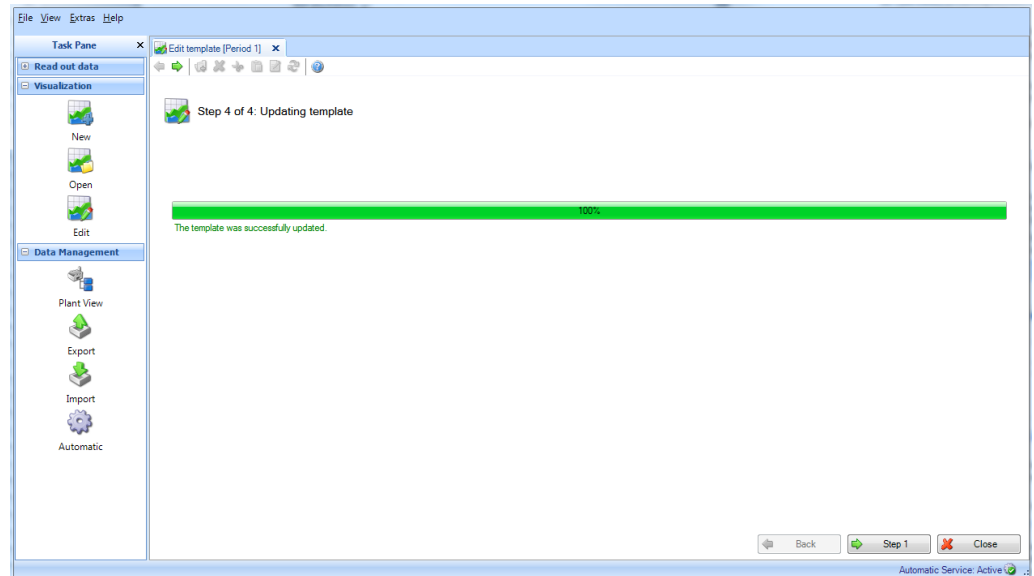 File View Extras Help
Task Pane
Edit template [Period 1]
Read out data
Visualization
New
Open
Edit
Data Management
Plant View
Export
Import
Automatic
Step 4 of 4: Updating template
100%
The template was successfully updated.
Back
Step 1
Close
Automatic Service: Active